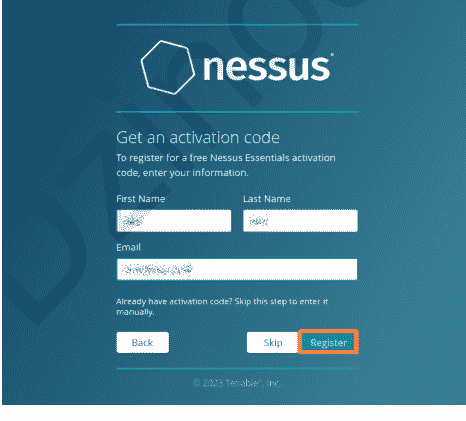 nessus
Get an activation code
To register for a free Nessus Essentials activation
code, enter your information.
First Name
Last Name
Email
Already have activation code? Skip this step to enter it
manually.
Back
Skip
Register
© 2023 Tenable™, Inc.